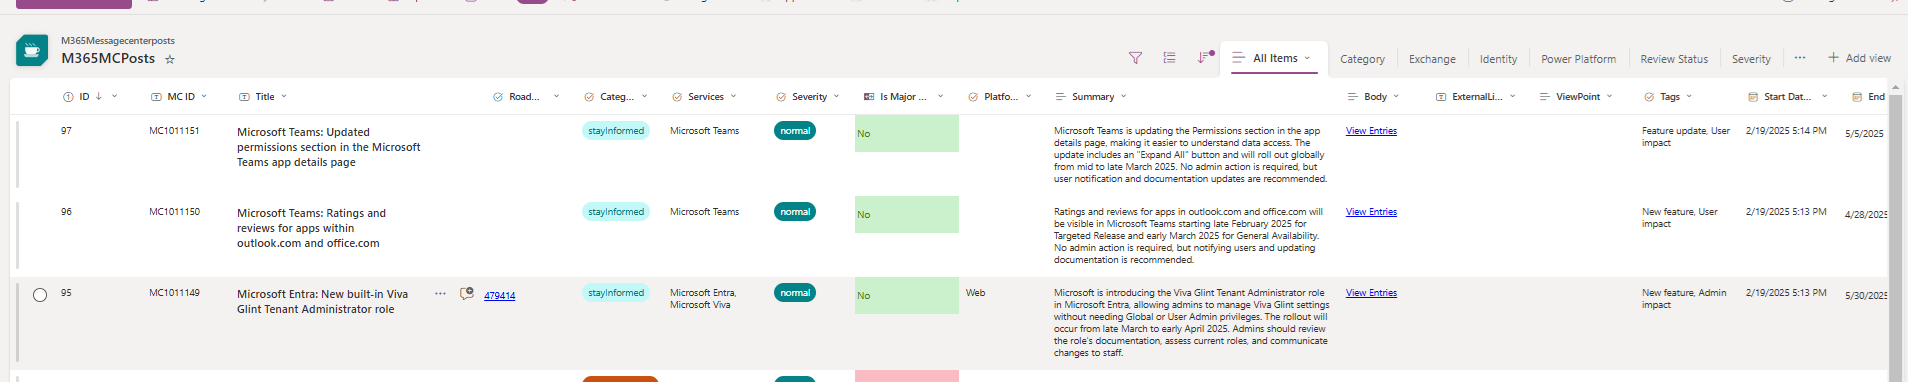 M365Messagecenterposts
M365MCPosts
All Items
Category
Exchange
Identity
Power Platform
Review Status
Severity
...
Add view
ID
MC ID
Title
Road...
Categ...
Services
Severity
Is Major ...
Platfo...
Summary
Body
ExternalLi...
ViewPoint
Tags
Start Dat...
End
97
MC1011151
Microsoft Teams: Updated
permissions section in the Microsoft
Teams app details page
stayInformed
Microsoft Teams
normal
No
Microsoft Teams is updating the Permissions section in the app
details page, making it easier to understand data access. The
update includes an "Expand All" button and will roll out globally
from mid to late March 2025. No admin action is required, but
user notification and documentation updates are recommended.
View Entries
Feature update, User
impact
2/19/2025 5:14 PM
5/5/2025
96
MC1011150
Microsoft Teams: Ratings and
reviews for apps within
outlook.com and office.com
stayInformed
Microsoft Teams
normal
No
Ratings and reviews for apps in outlook.com and office.com will
be visible in Microsoft Teams starting late February 2025 for
Targeted Release and early March 2025 for General Availability.
No admin action is required, but notifying users and updating
documentation is recommended.
View Entries
New feature, User
impact
2/19/2025 5:13 PM
4/28/2025
95
MC1011149
Microsoft Entra: New built-in Viva
Glint Tenant Administrator role
...
479414
stayInformed
Microsoft Entra,
Microsoft Viva
normal
No
Web
Microsoft is introducing the Viva Glint Tenant Administrator role
in Microsoft Entra, allowing admins to manage Viva Glint settings
without needing Global or User Admin privileges. The rollout will
occur from late March to early April 2025. Admins should review
the role's documentation, assess current roles, and communicate
changes to staff.
View Entries
New feature, Admin
impact
2/19/2025 5:13 PM
5/30/2025